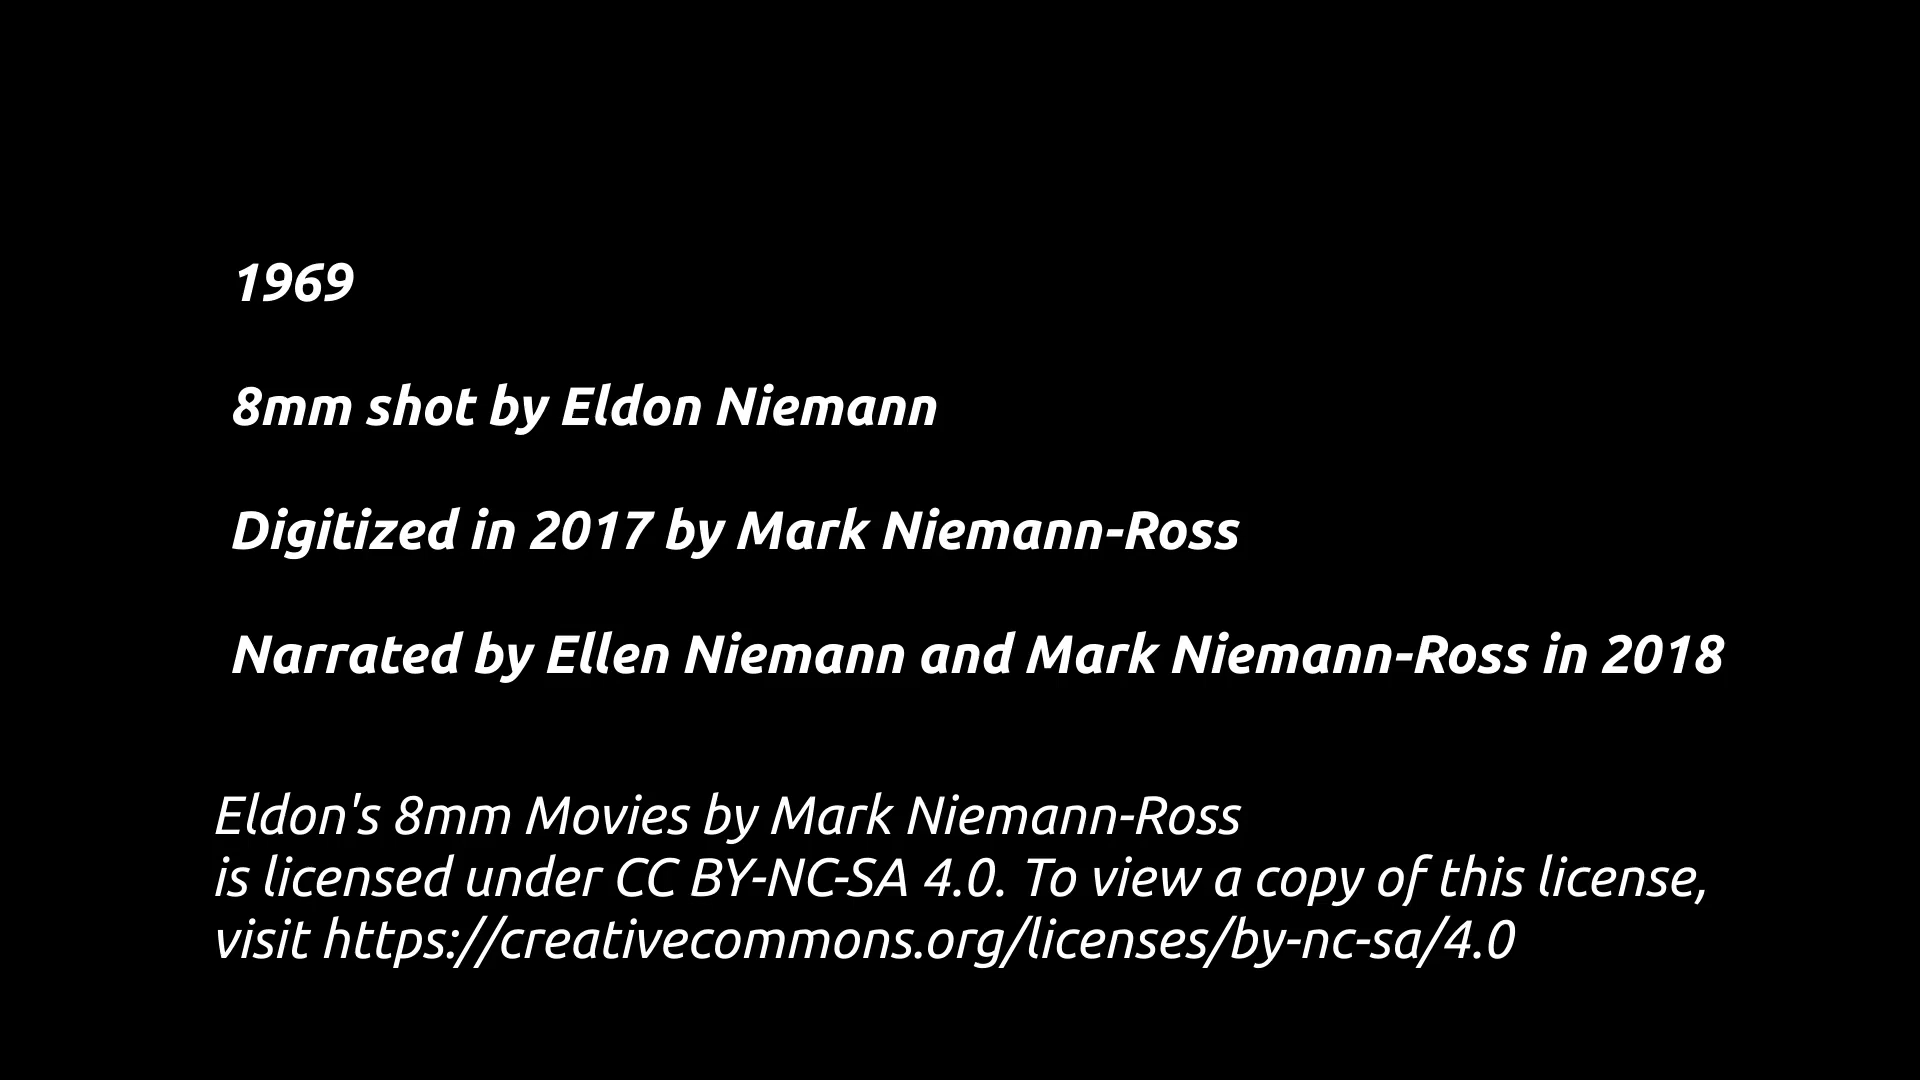 1969
8mm shot by Eldon Niemann
Digitized in 2017 by Mark Niemann-Ross
Narrated by Ellen Niemann and Mark Niemann-Ross in 2018
Eldon's 8mm Movies by Mark Niemann-Ross
is licensed under CC BY-NC-SA 4.0. To view a copy of this license,
visit https://creativecommons.org/licenses/by-nc-sa/4.0